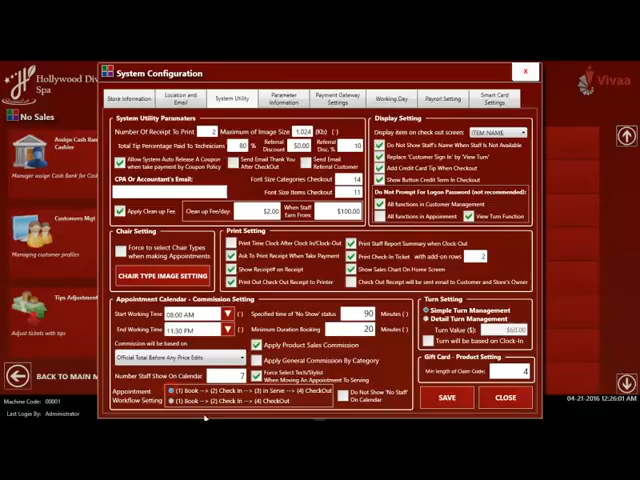 Hollywood Div
Spa
Vivaa
No Sales
System Configuration
X
Store Information
Location and Email
System Utility
Parameter Information
Payment Gateway Settings
Working Day
Payroll Setting
Smart Card Settings
System Utility Paramaters
Number Of Receipt To Print 2 Maximum of Image Size 1.024 (Kb) (*)
Total Tip Percentage Paid To Technicians 80 % Referral Discount $0.00 Referral Disc. % 10
Allow System Auto Release A Coupon when take payment by Coupon Policy
Send Email Thank You After CheckOut
Send Email Referral Customer
CPA Or Accountant's Email:
Font Size Categories Checkout 14
Font Size Items Checkout 11
Apply Clean up Fee Clean up Fee/day: $2.00 When Staff Earn From: $100.00
Display Setting
Display item on check out screen: ITEM NAME
Do Not Show Staff's Name When Staff Is Not Available
Replace "Customer Sign In" by "View Turn"
Add Credit Card Tip When Checkout
Show Button Credit Term In Checkout
Do Not Prompt For Logon Password (not recommended):
All functions in Customer Management
All functions in Appointment
View Turn Function
Chair Setting
Force to select Chair Types when making Appointments
CHAIR TYPE IMAGE SETTING
Print Setting
Print Time Clock After Clock In/Clock-Out
Print Staff Report Summary when Clock-Out
Ask To Print Receipt When Take Payment
Print Check-In Ticket with add-on rows 2
Show Receipt# on Receipt
Show Sales Chart On Home Screen
Print Out Check Out Receipt to Printer
Check Out Receipt will be sent email to Customer and Store's Owner
Appointment Calendar - Commission Setting
Start Working Time 08:00 AM (*)
End Working Time 11:30 PM (*)
Commission will be based on
Official Total Before Any Price Edits
Number Staff Show On Calendar 7
Specified time of 'No Show' status 90 Minutes (*)
Minimum Duration Booking 20 Minutes (*)
Apply Product Sales Commission
Apply General Commission By Category
Force Select Tech/Stylist When Moving An Appointment To Serving
Appointment Workflow Setting
(1) Book --> (2) Check In --> (3) In Serve --> (4) CheckOut
(1) Book --> (2) Check In --> (4) CheckOut
Do Not Show "No Staff" On Calendar
Turn Setting
Simple Turn Management
Detail Turn Management
Turn Value ($): $60.00
Turn will be based on Clock-In
Gift Card - Product Setting
Min length of Claim Code: 4
SAVE
CLOSE
Assign Cash Bank
Manager assign Cash Bank for
Customers Mgt
Managing customer profiles
Tips Adjustment
Adjust tickets with tips
BACK TO MAIN M
Machine Code: 00001
Last Login By: Administrator
04-21-2016 12:26:01 AM